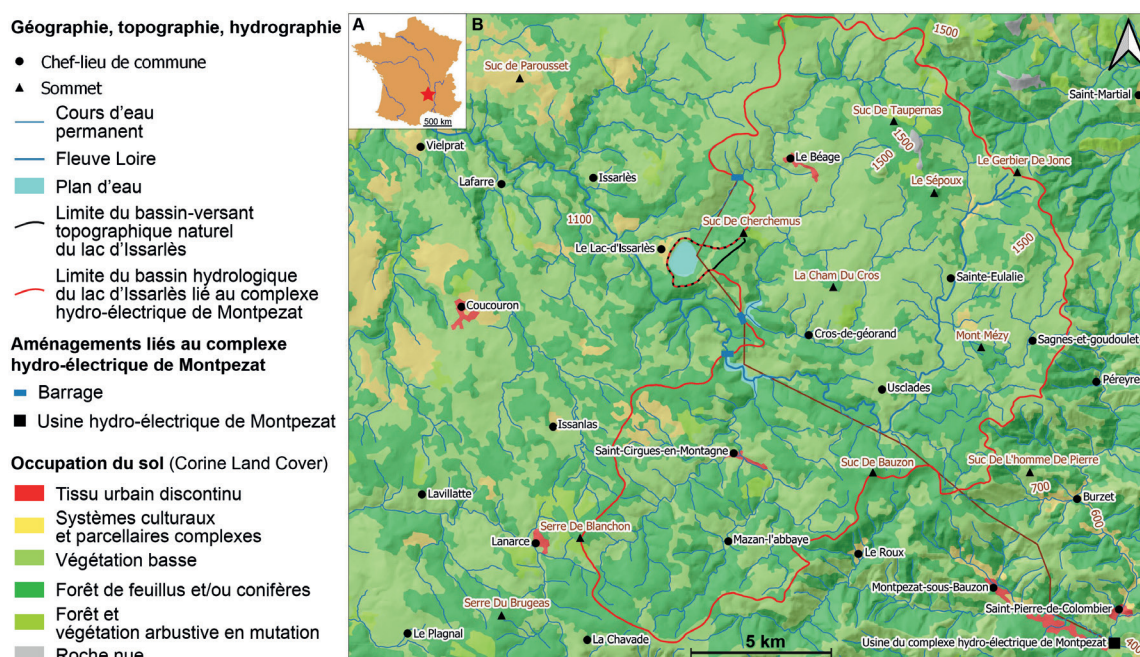 Géographie, topographie, hydrographie
Chef-lieu de commune
Sommet
Cours d'eau
permanent
Fleuve Loire
Plan d'eau
Limite du bassin-versant
topographique naturel
du lac d'Issarlès
Limite du bassin hydrologique
du lac d'Issarlès lié au complexe
hydro-électrique de Montpezat
Aménagements liés au complexe
hydro-électrique de Montpezat
Barrage
Usine hydro-électrique de Montpezat
Occupation du sol (Corine Land Cover)
Tissu urbain discontinu
Systèmes culturaux
et parcellaires complexes
Végétation basse
Forêt de feuillus et/ou conifères
Forêt et
végétation arbustive en mutation
Roche nue
A
500 km
B
1500
Suc de Parousset
Saint-Martial
Suc De Taupernas
1500
Vielprat
Le Béage
1500
Le Gerbier De Jonc
Lafarre
Issarlès
Le Sépoux
1100
Suc De Cherchemus
1500
Le Lac-d'Issarlès
La Cham Du Cros
Sainte-Eulalie
Coucouron
Cros-de-géorand
Mont Mézy
Sagnes-et-goudoulet
Péreyre
Usclades
Issanlas
Saint-Cirgues-en-Montagne
Suc De Bauzon
Suc De L'homme De Pierre
700
Lavillatte
Burzet
600
Serre De Blanchon
Lanarce
Mazan-l'abbaye
Le Roux
Montpezat-sous-Bauzon
Saint-Pierre-de-Colombier
Serre Du Brugeas
Le Plagnal
La Chavade
5 km
Usine du complexe hydro-électrique de Montpezat
400